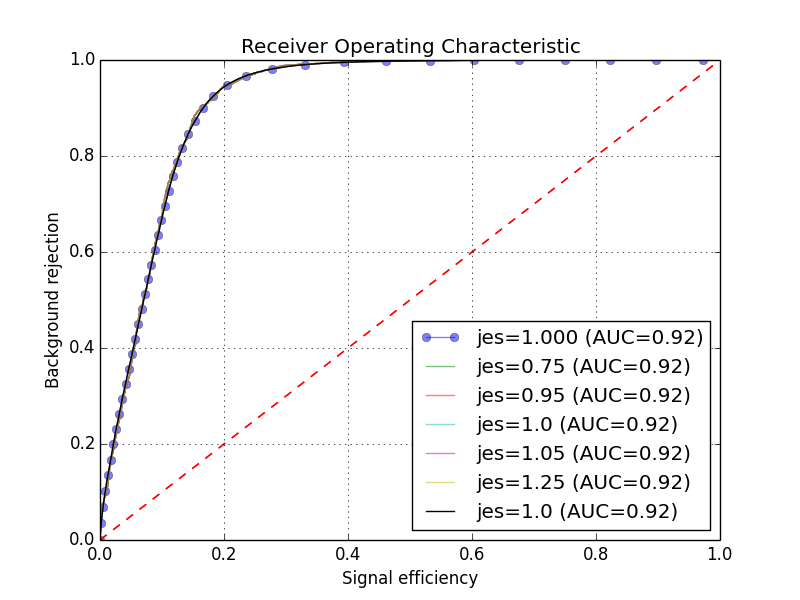 Receiver Operating Characteristic
1.0
0.8
0.6
0.4
0.2
0.0
Background rejection
jes=1.000 (AUC=0.92)
jes=0.75 (AUC=0.92)
jes=0.95 (AUC=0.92)
jes=1.0 (AUC=0.92)
jes=1.05 (AUC=0.92)
jes=1.25 (AUC=0.92)
jes=1.0 (AUC=0.92)
0.0 0.2 0.4 0.6 0.8 1.0
Signal efficiency